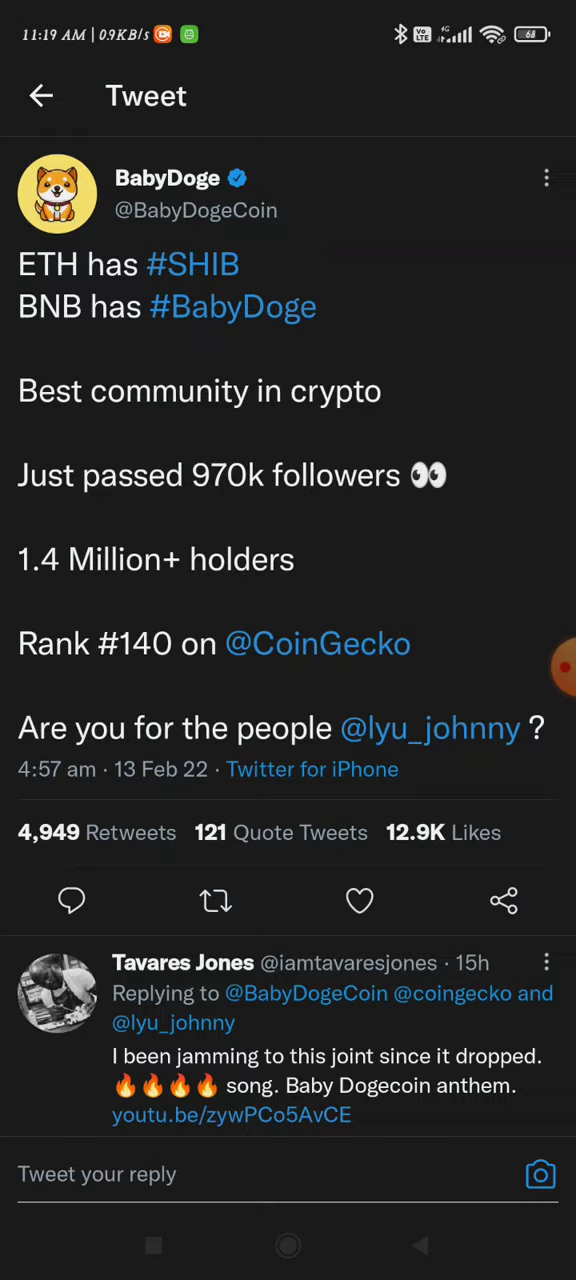 11:19 AM | 0.9KB/s
Vo LTE 4G 68
Tweet
BabyDoge
@BabyDogeCoin
ETH has #SHIB
BNB has #BabyDoge
Best community in crypto
Just passed 970k followers 👀
1.4 Million+ holders
Rank #140 on @CoinGecko
Are you for the people @lyu_johnny ?
4:57 am · 13 Feb 22 · Twitter for iPhone
4,949 Retweets 121 Quote Tweets 12.9K Likes
Tavares Jones @iamtavaresjones · 15h
Replying to @BabyDogeCoin @coingecko and
@lyu_johnny
I been jamming to this joint since it dropped.
🔥🔥🔥🔥 song. Baby Dogecoin anthem.
youtu.be/zywPCo5AvCE
Tweet your reply